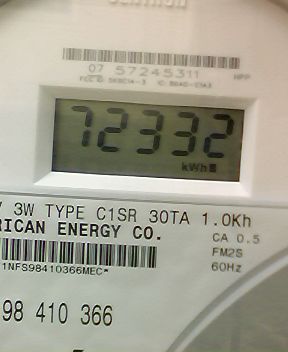 07 57245311 HPP
72332
kWh
3W TYPE C1SR 30TA 1.0Kh
RICAN ENERGY CO.
CA 0.5
FM2S
60Hz
1NFS98410366MEC*
98 410 366